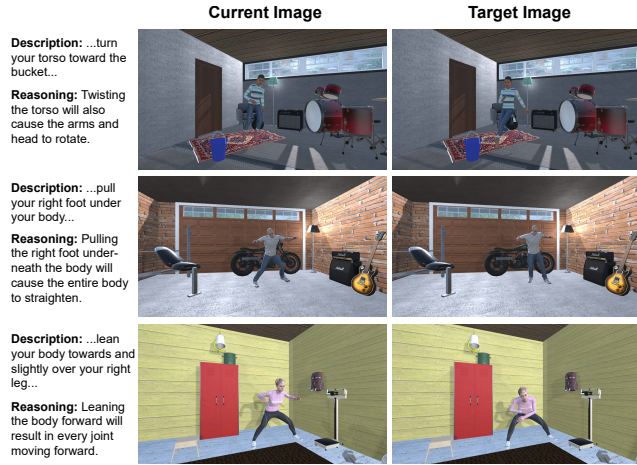 Current Image
Target Image
Description: ...turn
your torso toward the
bucket...
Reasoning: Twisting
the torso will also
cause the arms and
head to rotate.
Description: ...pull
your right foot under
your body...
Reasoning: Pulling
the right foot under-
neath the body will
cause the entire body
to straighten.
Description: ...lean
your body towards and
slightly over your right
leg...
Reasoning: Leaning
the body forward will
result in every joint
moving forward.